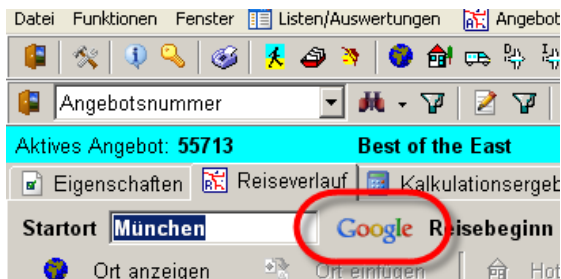 Datei Funktionen Fenster Listen/Auswertungen Angebot
Angebotsnummer
Aktives Angebot: 55713 Best of the East
Eigenschaften Reiseverlauf Kalkulationsergeb
Startort München Google Reisebeginn
Ort anzeigen Ort einfügen Hot